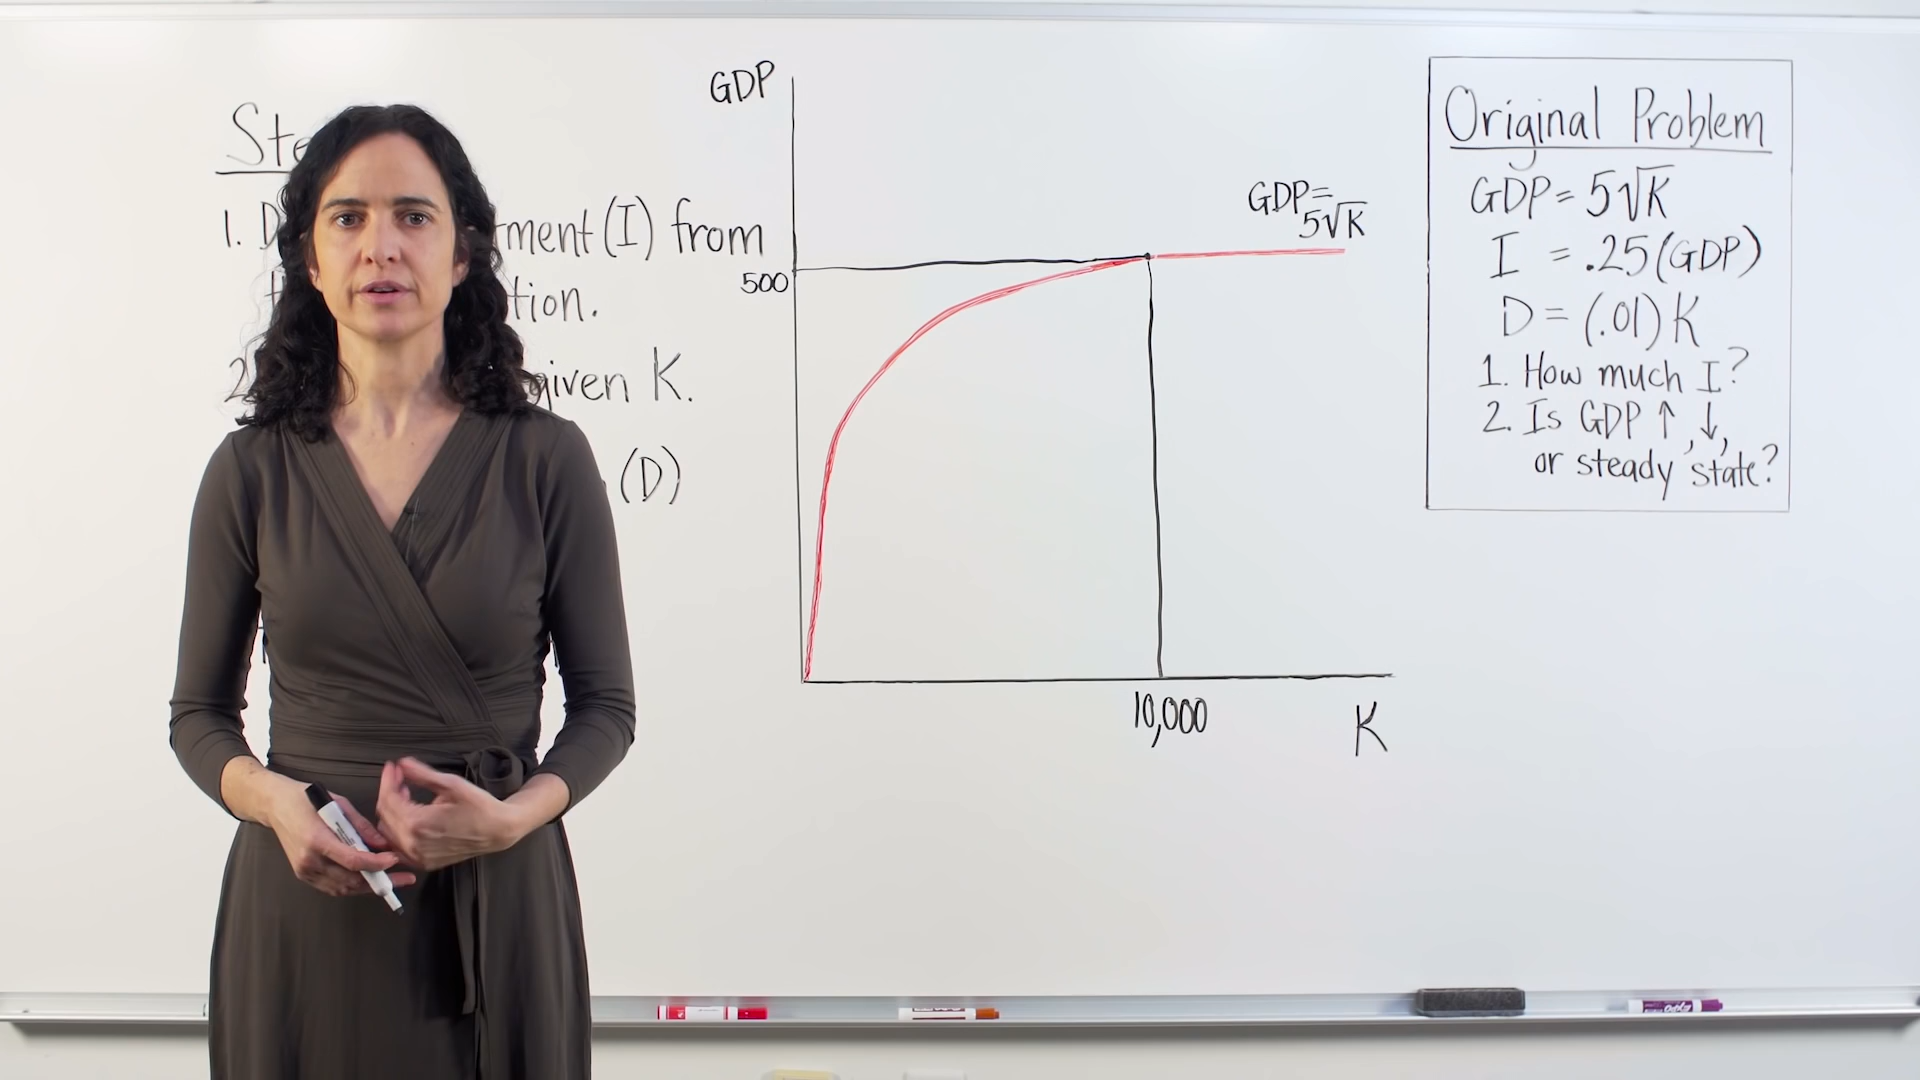 1.
ment (I) from
tion.
2
given K.
(D)
GDP
500
GDP=
5√K
10,000
K
Original Problem
GDP = 5√K
I = .25(GDP)
D = (.01) K
1. How much I?
2. Is GDP ↑, ↓,
or steady state?